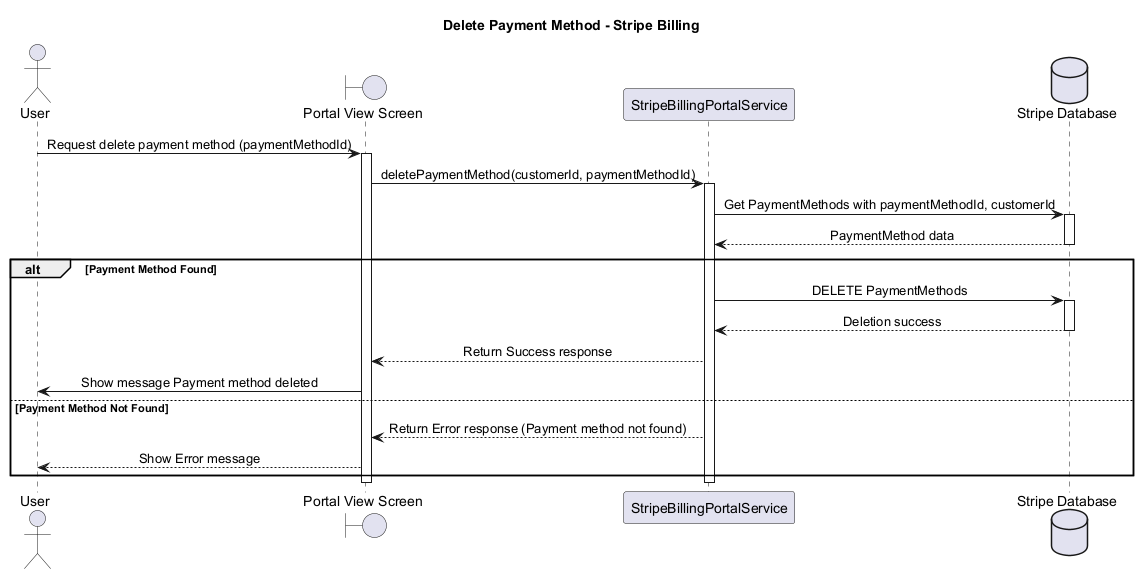 Delete Payment Method - Stripe Billing
User
Portal View Screen
StripeBillingPortalService
Stripe Database
Request delete payment method (paymentMethodId)
deletePaymentMethod(customerId, paymentMethodId)
Get PaymentMethods with paymentMethodId, customerId
PaymentMethod data
alt
[Payment Method Found]
DELETE PaymentMethods
Deletion success
Return Success response
Show message Payment method deleted
[Payment Method Not Found]
Return Error response (Payment method not found)
Show Error message
User
Portal View Screen
StripeBillingPortalService
Stripe Database